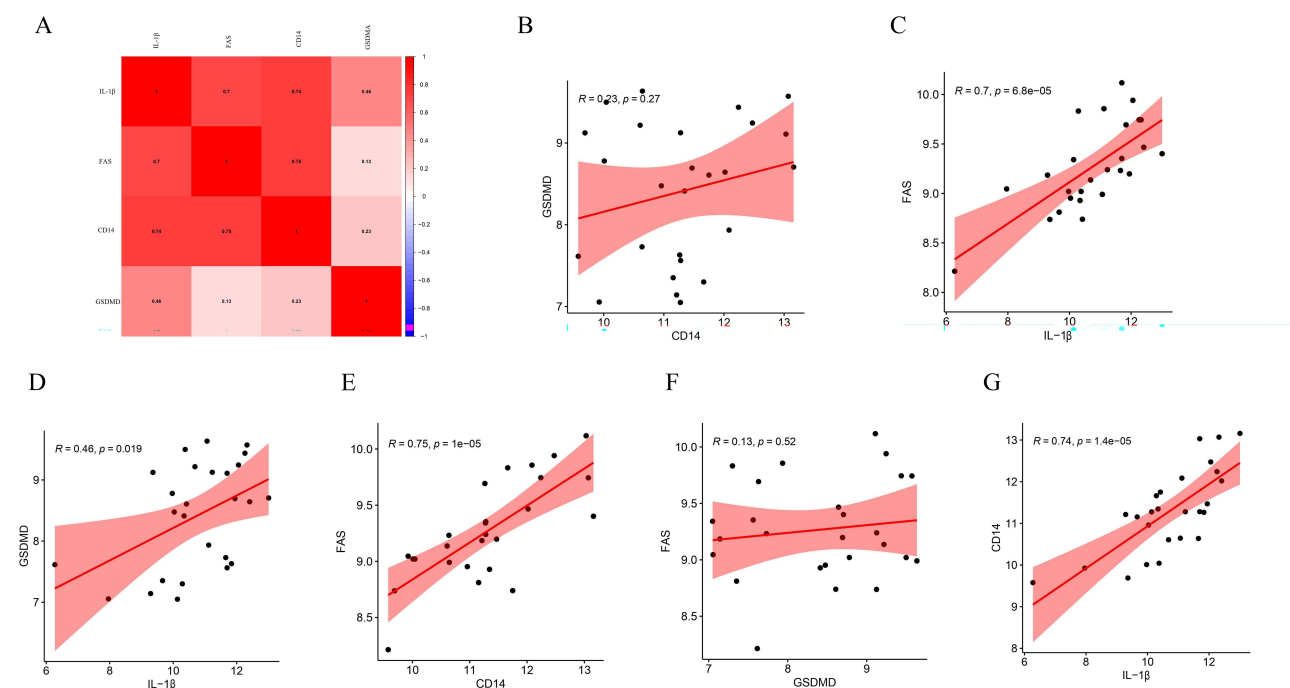 A
IL-1β FAS CD14 GSDMA
IL-1β 1 0.7 0.74 0.46
FAS 0.7 1 0.75 0.13
CD14 0.74 0.75 1 0.23
GSDMD 0.46 0.13 0.23 1
1
0.8
0.6
0.4
0.2
0
−0.2
−0.4
−0.6
−0.8
−1
B
R = 0.23, p = 0.27
GSDMD
9
8
7
10 11 12 13
CD14
C
R = 0.7, p = 6.8e−05
FAS
10.0
9.5
9.0
8.5
8.0
6 8 10 12
IL−1β
D
R = 0.46, p = 0.019
GSDMD
9
8
7
6 8 10 12
IL−1β
E
R = 0.75, p = 1e−05
FAS
10.0
9.5
9.0
8.5
10 11 12 13
CD14
F
R = 0.13, p = 0.52
FAS
10.0
9.5
9.0
8.5
7 8 9
GSDMD
G
R = 0.74, p = 1.4e−05
CD14
13
12
11
10
9
8
6 8 10 12
IL−1β